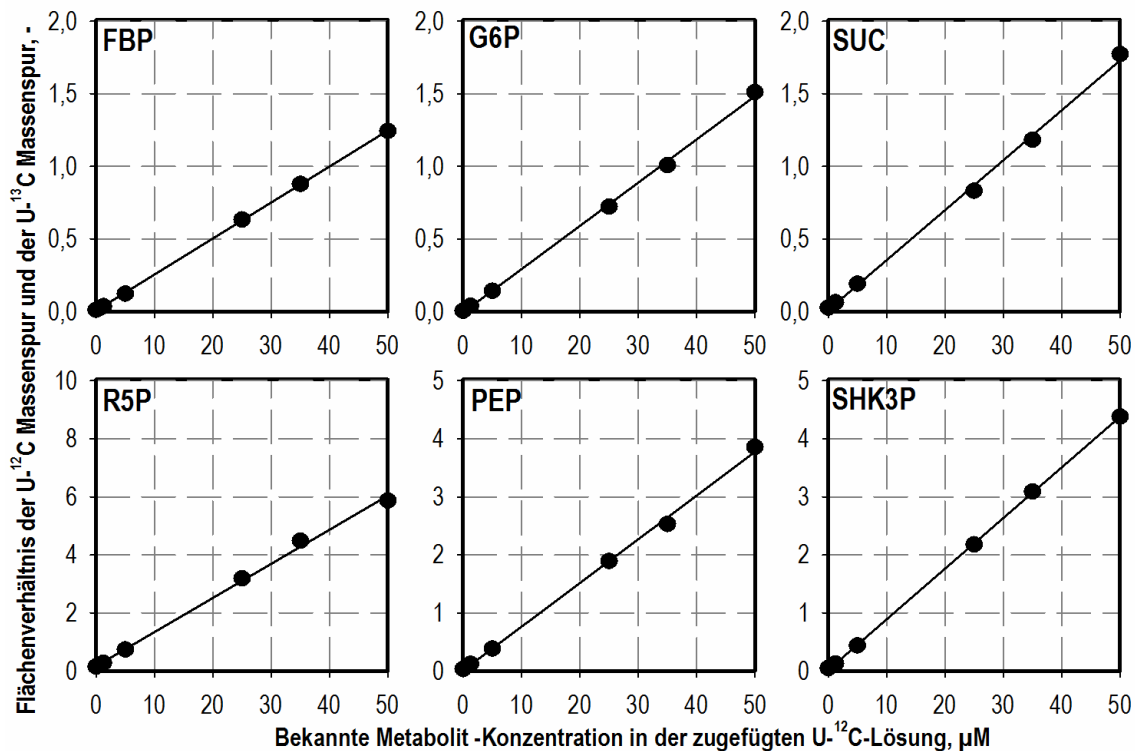 Flächenverhältnis der U-¹²C Massenspur und der U-¹³C Massenspur, -
2,0 FBP
1,5
1,0
0,5
0,0
0 10 20 30 40 50
2,0 G6P
1,5
1,0
0,5
0,0
0 10 20 30 40 50
2,0 SUC
1,5
1,0
0,5
0,0
0 10 20 30 40 50
10 R5P
8
6
4
2
0
0 10 20 30 40 50
5 PEP
4
3
2
1
0
0 10 20 30 40 50
5 SHK3P
4
3
2
1
0
0 10 20 30 40 50
Bekannte Metabolit -Konzentration in der zugefügten U-¹²C-Lösung, µM